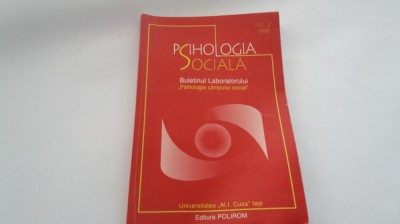 PSIHOLOGIA
SOCIALĂ
Buletinul Laboratorului
„Psihologia câmpului social”
Universitatea „Al.I. Cuza” Iaşi
Editura POLIROM